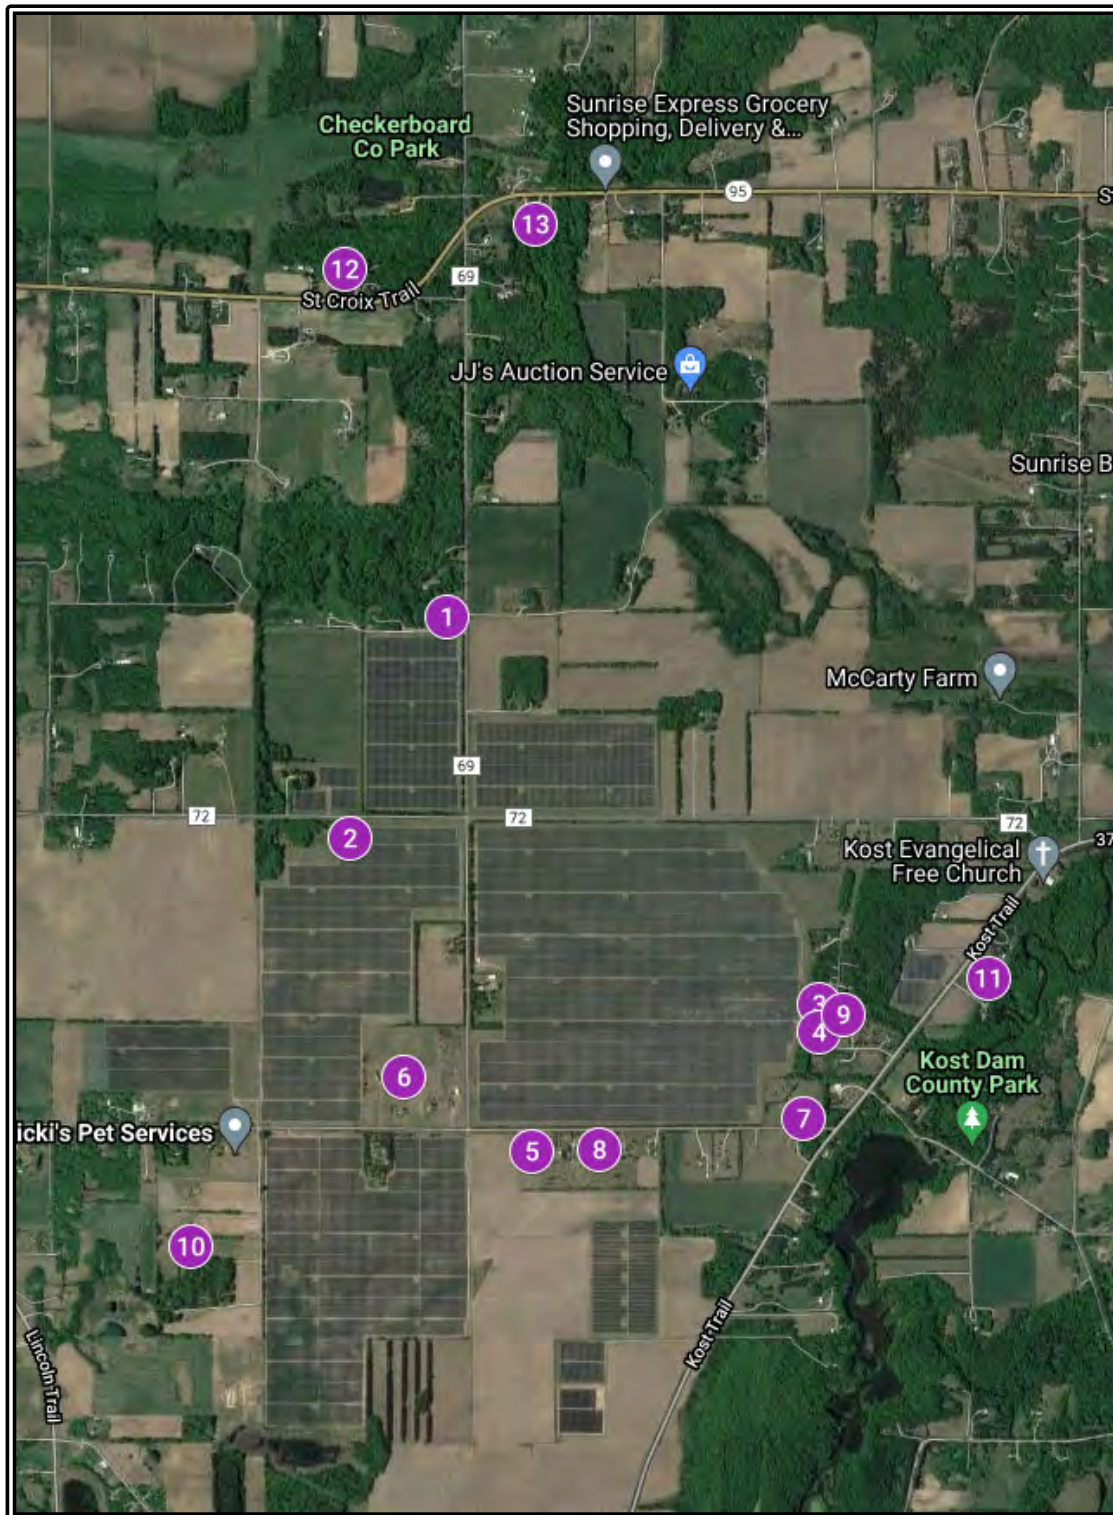 Checkerboard
Co Park
Sunrise Express Grocery
Shopping, Delivery &...
95
S
13
12
69
St Croix Trail
JJ's Auction Service
Sunrise B
1
McCarty Farm
69
72
72
72
2
37
Kost Evangelical
Free Church
Kost Trail
11
3
9
4
6
Kost Dam
County Park
7
icki's Pet Services
5
8
10
Kost Trail
Lincoln Trail